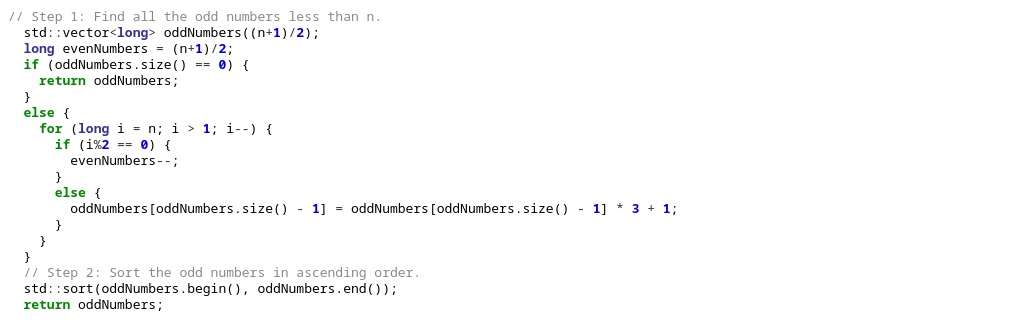 // Step 1: Find all the odd numbers less than n.
  std::vector<long> oddNumbers((n+1)/2);
  long evenNumbers = (n+1)/2;
  if (oddNumbers.size() == 0) {
    return oddNumbers;
  }
  else {
    for (long i = n; i > 1; i--) {
      if (i%2 == 0) {
        evenNumbers--;
      }
      else {
        oddNumbers[oddNumbers.size() - 1] = oddNumbers[oddNumbers.size() - 1] * 3 + 1;
      }
    }
  }
  // Step 2: Sort the odd numbers in ascending order.
  std::sort(oddNumbers.begin(), oddNumbers.end());
  return oddNumbers;